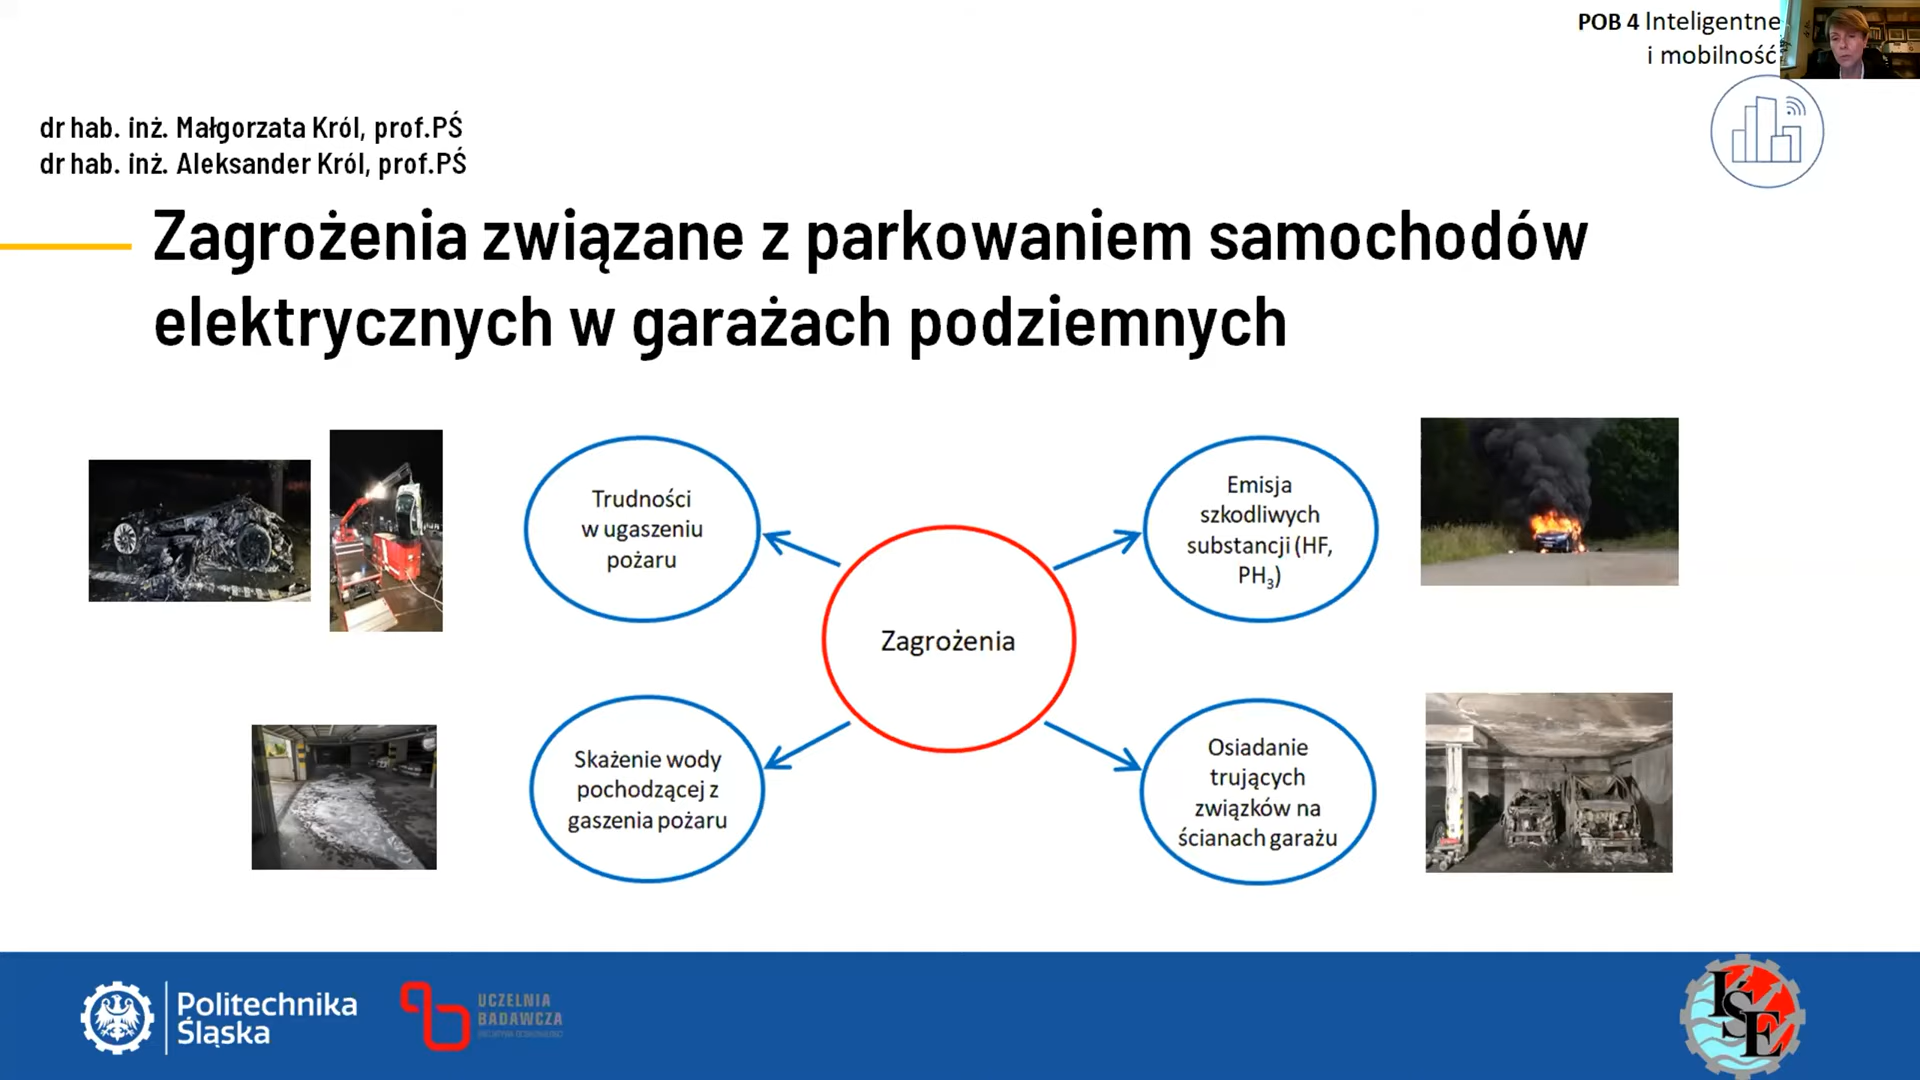 POB 4 Inteligentne
i mobilność
dr hab. inż. Małgorzata Król, prof.PŚ
dr hab. inż. Aleksander Król, prof.PŚ
Zagrożenia związane z parkowaniem samochodów
elektrycznych w garażach podziemnych
Trudności
w ugaszeniu
pożaru
Emisja
szkodliwych
substancji (HF,
PH₃)
Zagrożenia
Skażenie wody
pochodzącej z
gaszenia pożaru
Osiadanie
trujących
związków na
ścianach garażu
Politechnika
Śląska
UCZELNIA
BADAWCZA
IŚE